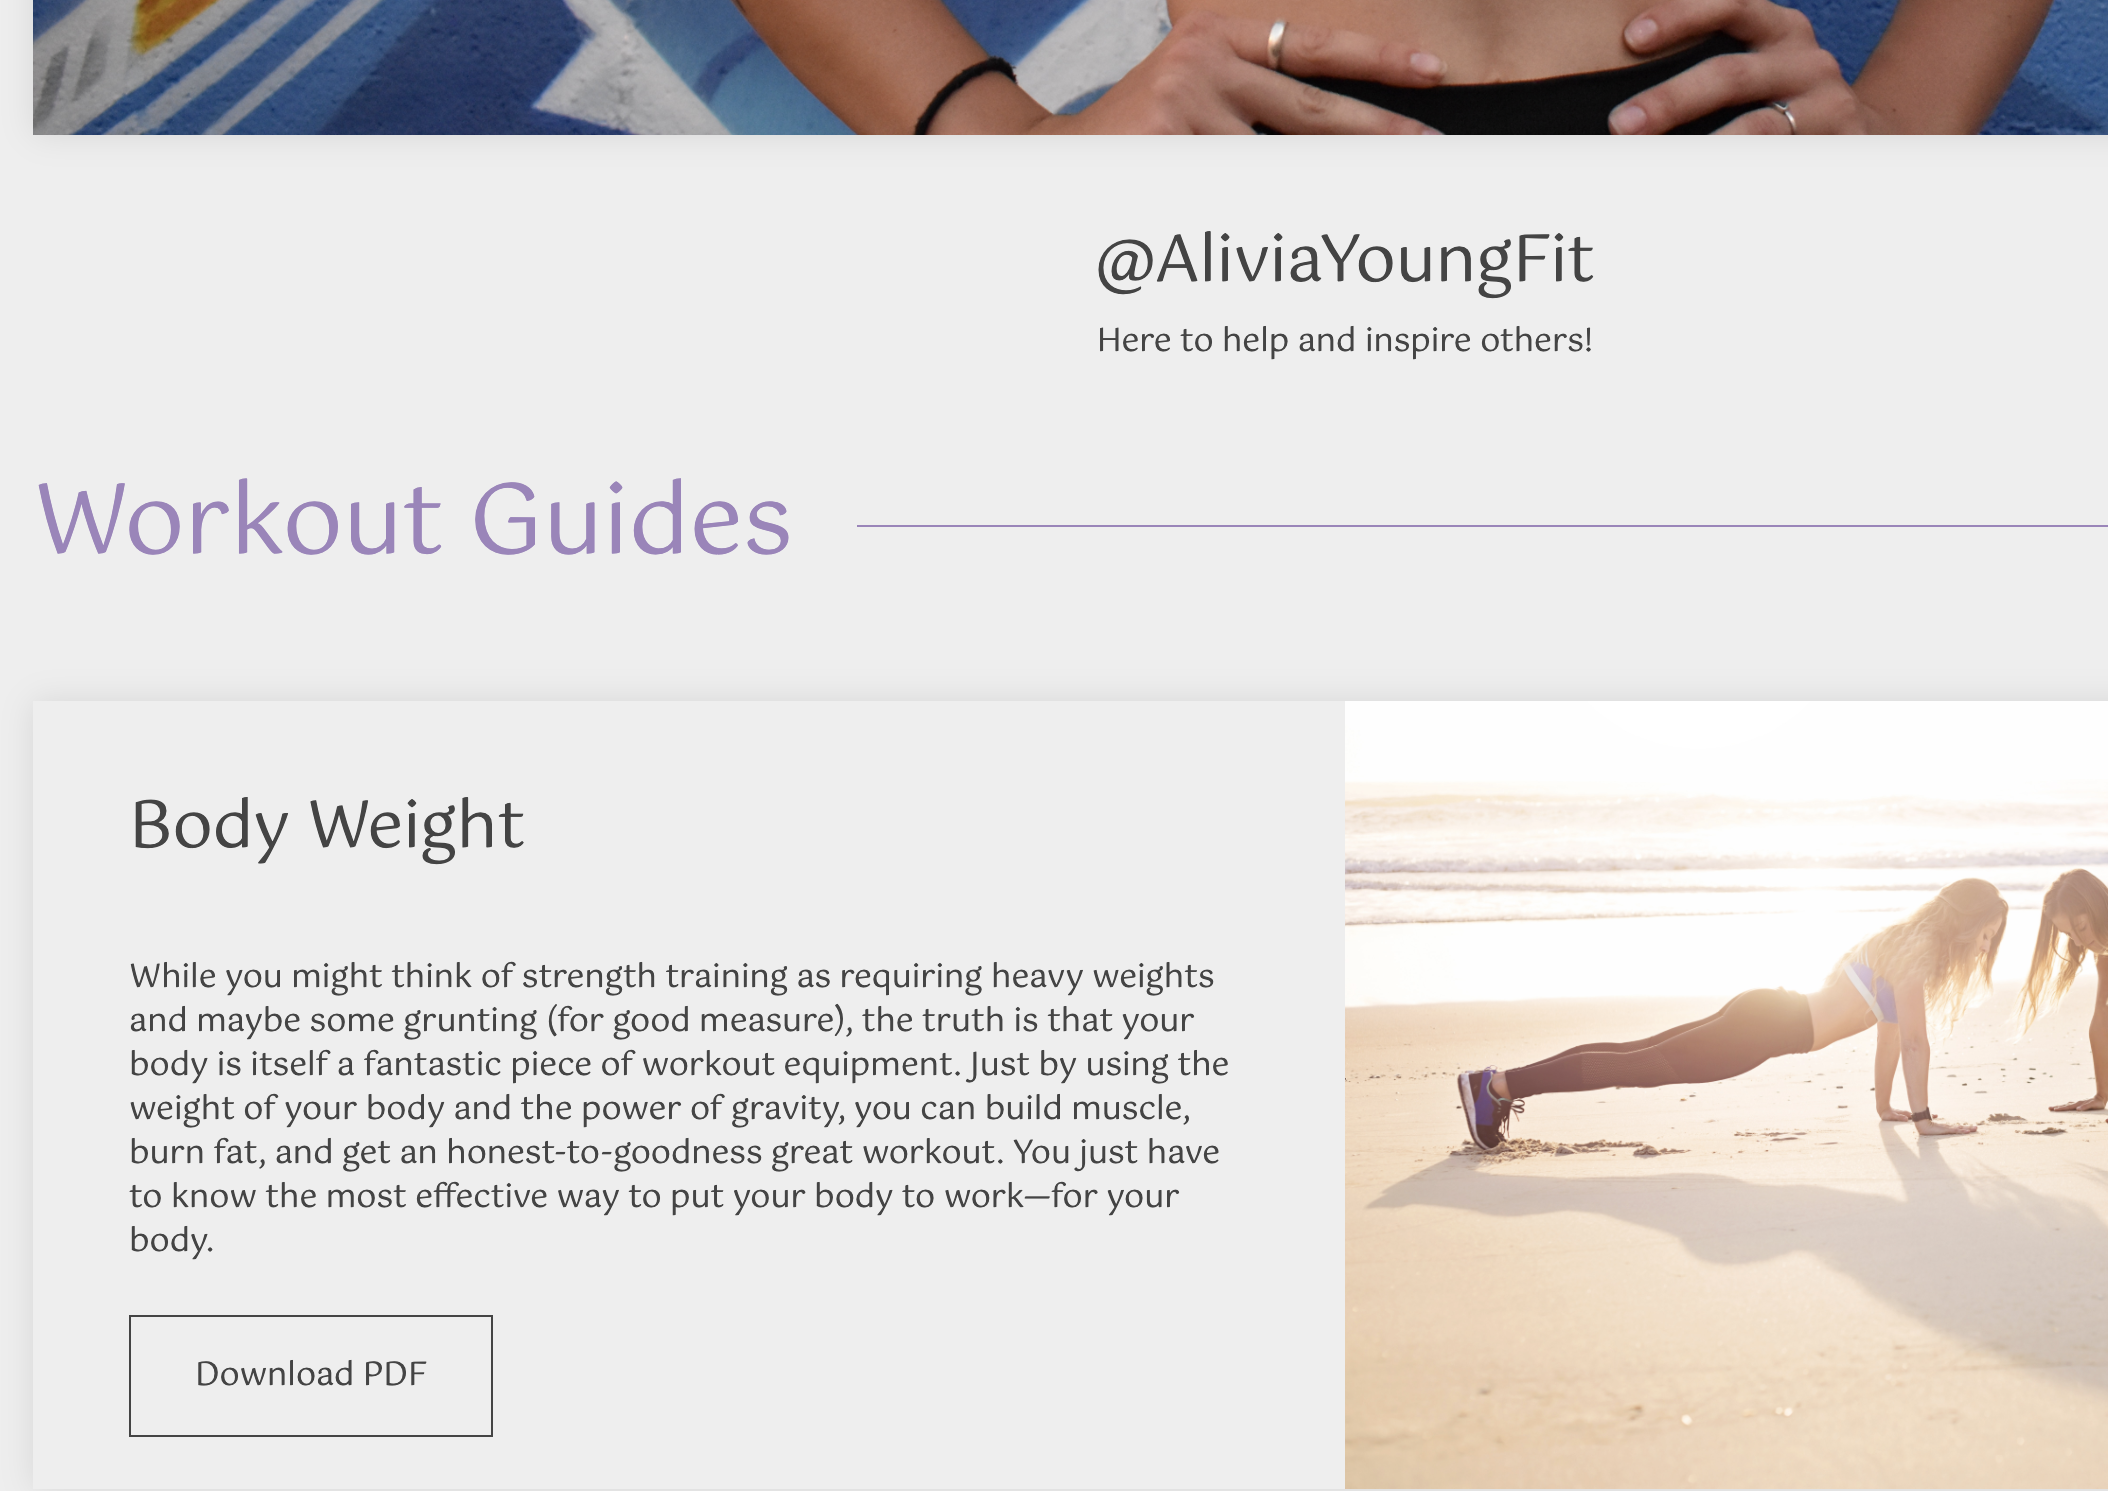 @AliviaYoungFit
Here to help and inspire others!
Workout Guides
Body Weight
While you might think of strength training as requiring heavy weights
and maybe some grunting (for good measure), the truth is that your
body is itself a fantastic piece of workout equipment. Just by using the
weight of your body and the power of gravity, you can build muscle,
burn fat, and get an honest-to-goodness great workout. You just have
to know the most effective way to put your body to work—for your
body.
Download PDF